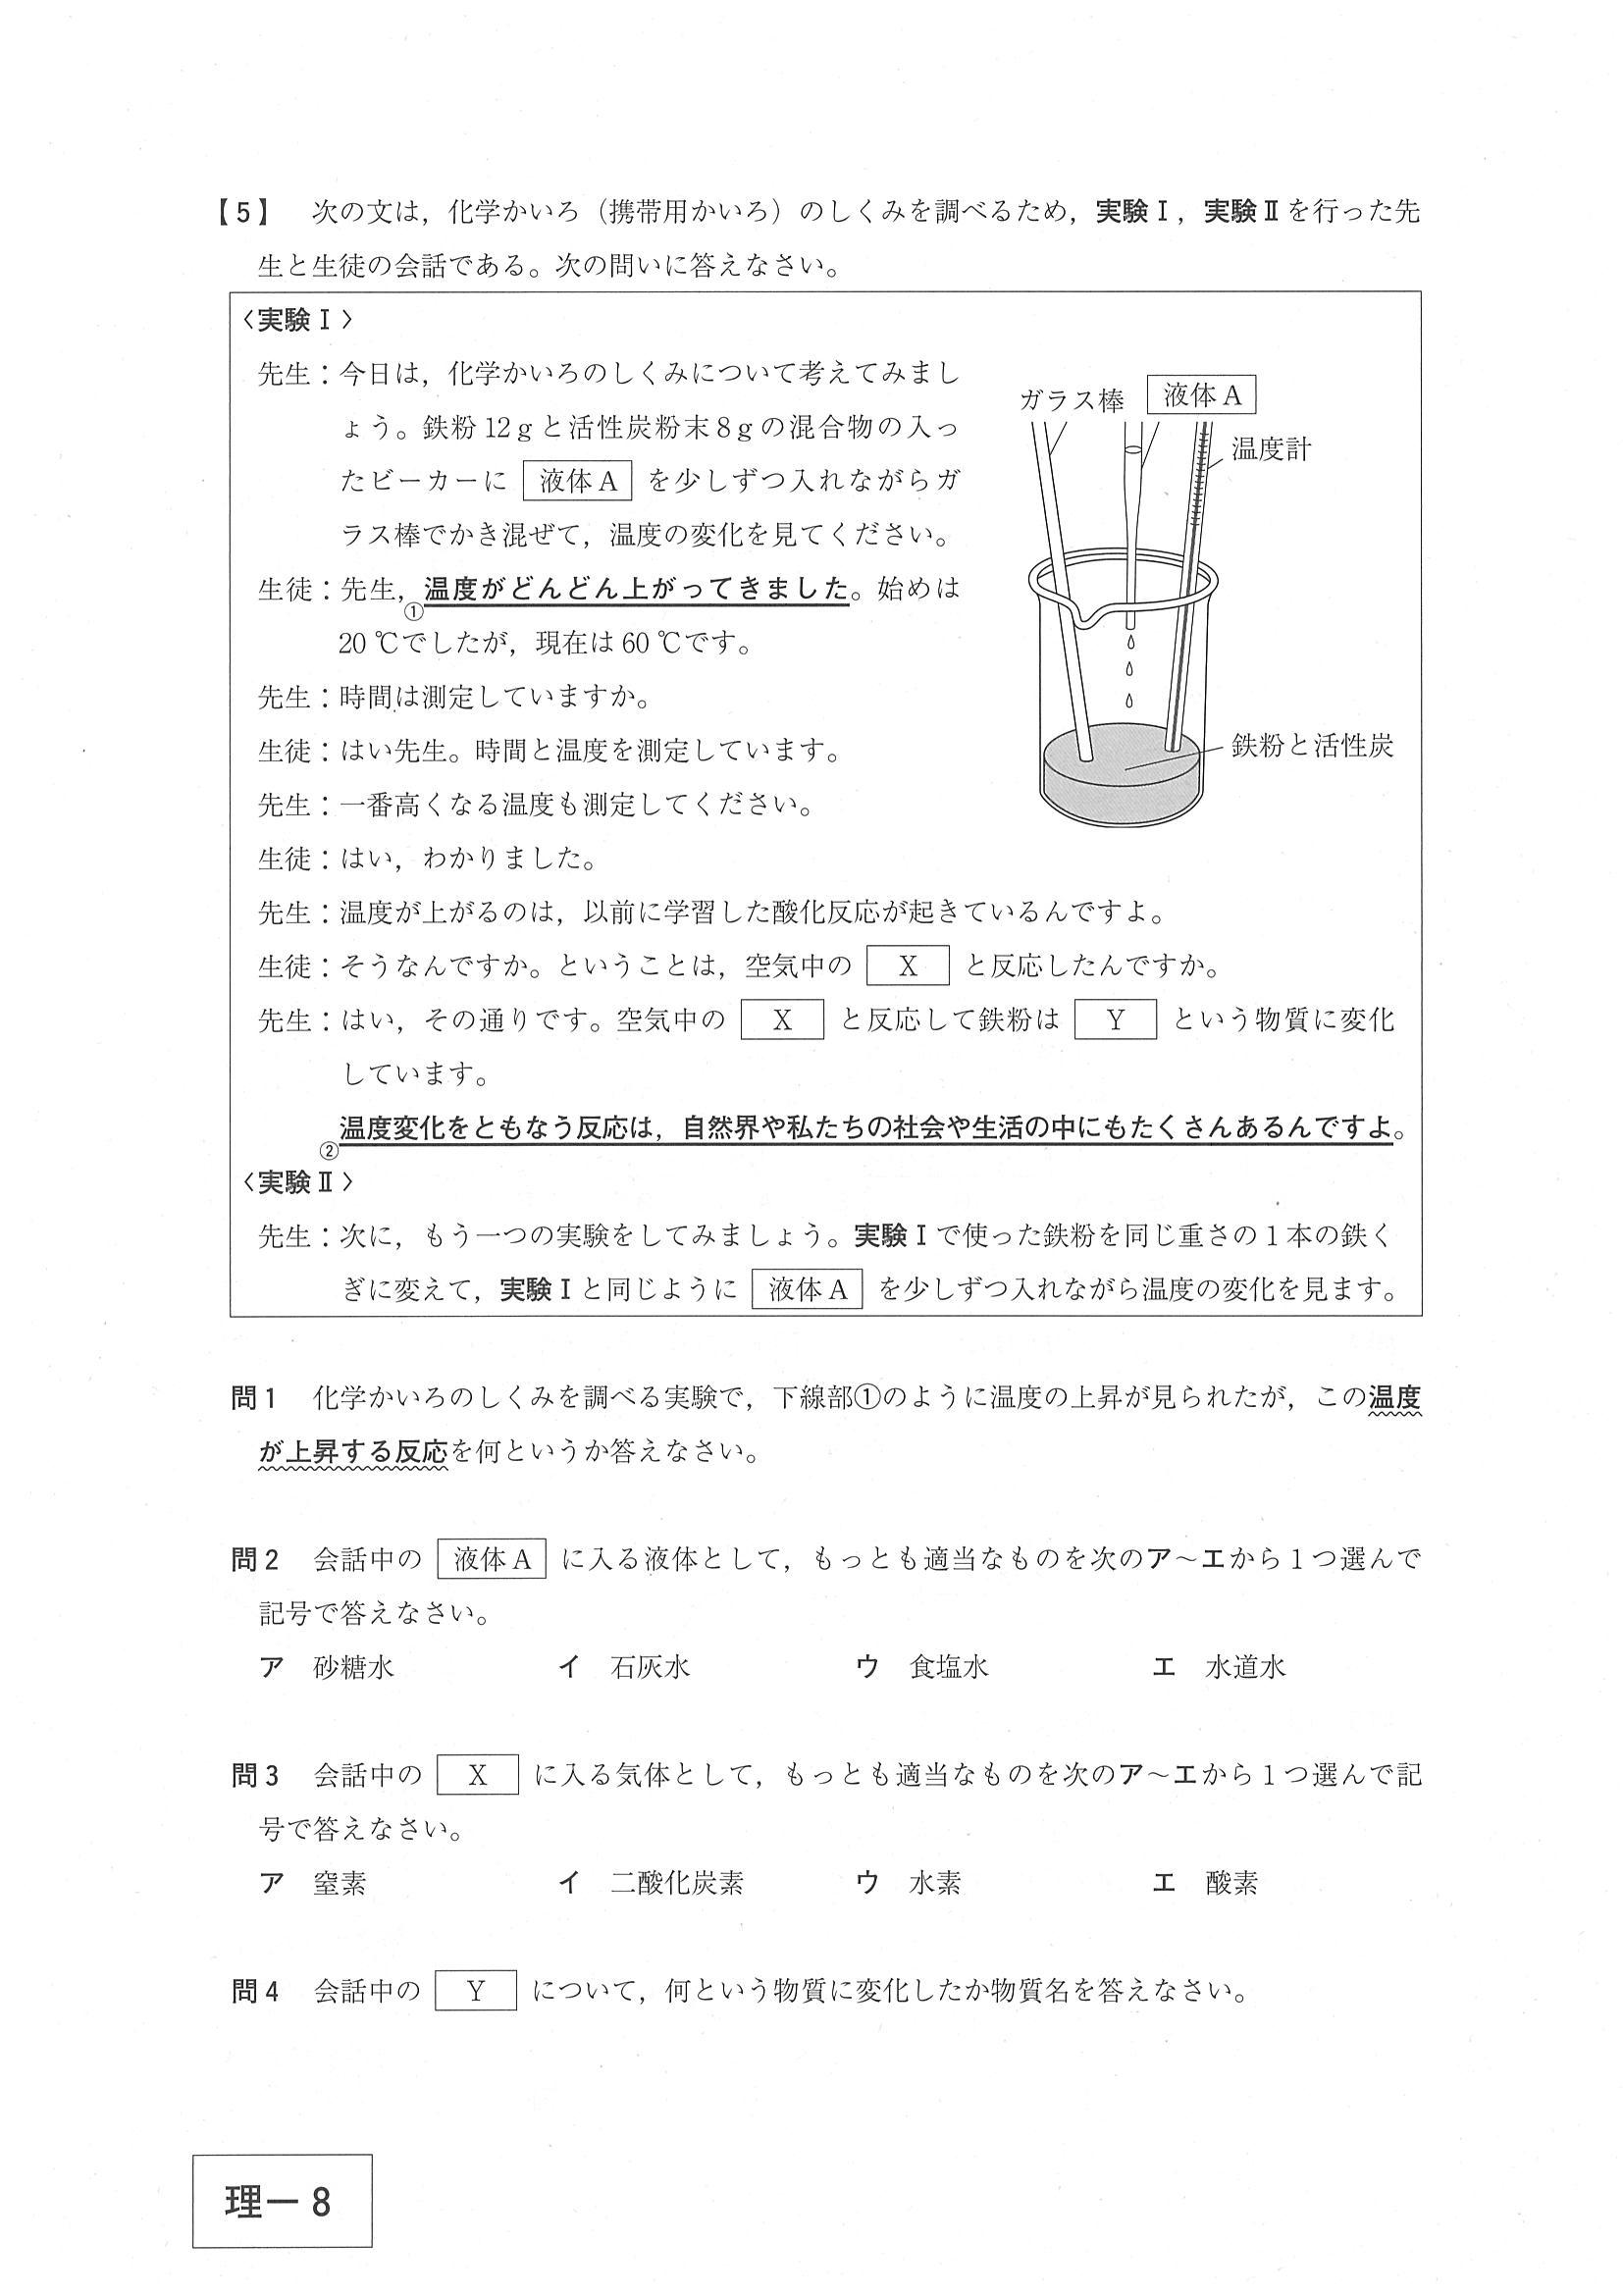 【5】　次の文は，化学かいろ（携帯用かいろ）のしくみを調べるため，実験Ⅰ，実験Ⅱを行った先
生と生徒の会話である。次の問いに答えなさい。
〈実験Ⅰ〉
先生：今日は，化学かいろのしくみについて考えてみまし
ょう。鉄粉12gと活性炭粉末8gの混合物の入っ
たビーカーに 液体A を少しずつ入れながらガ
ラス棒でかき混ぜて，温度の変化を見てください。
生徒：先生，①温度がどんどん上がってきました。始めは
20℃でしたが，現在は60℃です。
先生：時間は測定していますか。
生徒：はい先生。時間と温度を測定しています。
先生：一番高くなる温度も測定してください。
生徒：はい，わかりました。
ガラス棒
液体A
温度計
鉄粉と活性炭
先生：温度が上がるのは，以前に学習した酸化反応が起きているんですよ。
生徒：そうなんですか。ということは，空気中の X と反応したんですか。
先生：はい，その通りです。空気中の X と反応して鉄粉は Y という物質に変化
しています。
②温度変化をともなう反応は，自然界や私たちの社会や生活の中にもたくさんあるんですよ。
〈実験Ⅱ〉
先生：次に，もう一つの実験をしてみましょう。実験Ⅰで使った鉄粉を同じ重さの1本の鉄く
ぎに変えて，実験Ⅰと同じように 液体A を少しずつ入れながら温度の変化を見ます。
問1　化学かいろのしくみを調べる実験で，下線部①のように温度の上昇が見られたが，この温度
が上昇する反応を何というか答えなさい。
問2　会話中の 液体A に入る液体として，もっとも適当なものを次のア～エから1つ選んで
記号で答えなさい。
ア　砂糖水　イ　石灰水　ウ　食塩水　エ　水道水
問3　会話中の X に入る気体として，もっとも適当なものを次のア～エから1つ選んで記
号で答えなさい。
ア　窒素　イ　二酸化炭素　ウ　水素　エ　酸素
問4　会話中の Y について，何という物質に変化したか物質名を答えなさい。
理－8